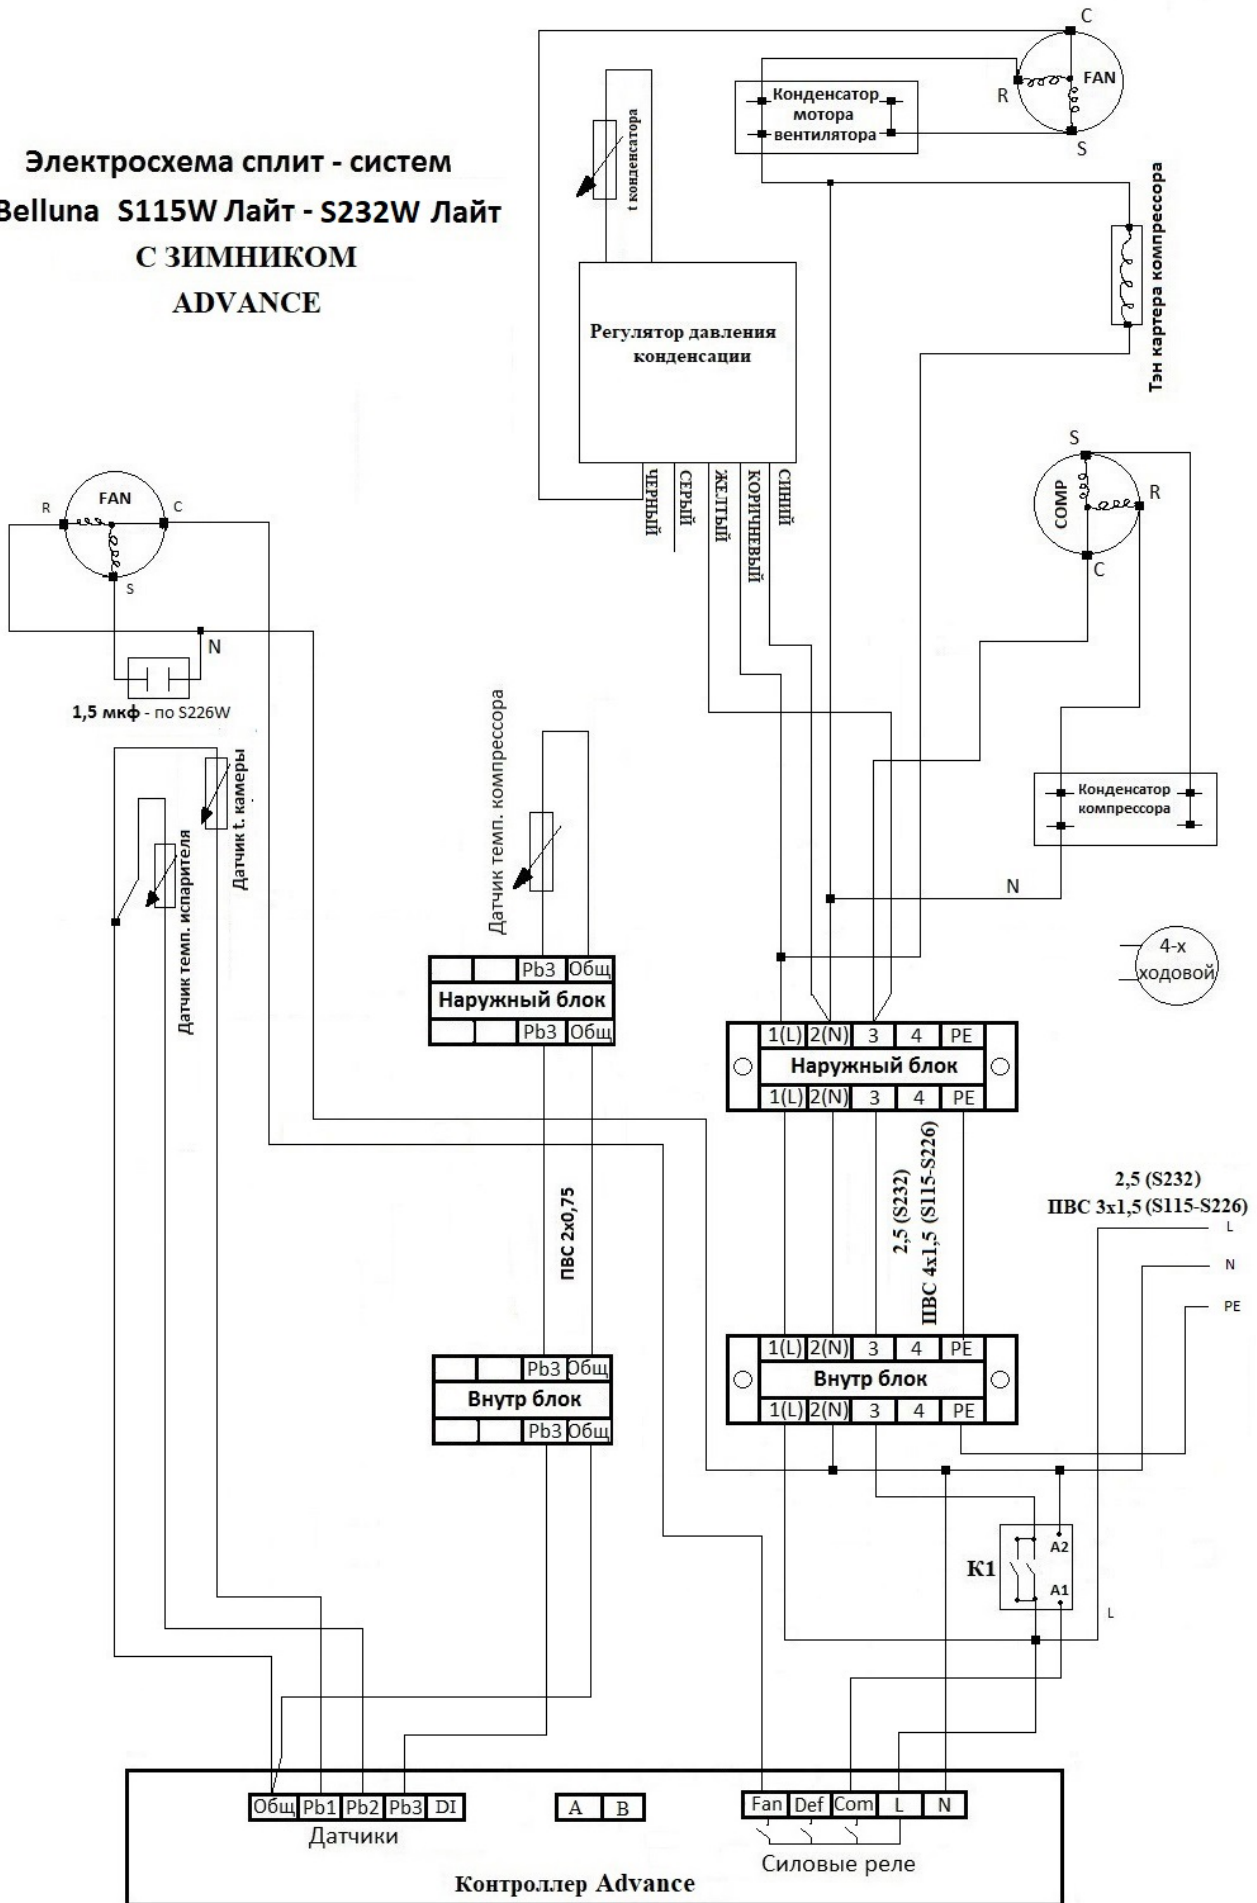 Электросхема сплит - систем
Belluna S115W Лайт - S232W Лайт
С ЗИМНИКОМ
ADVANCE
C
FAN
R
S
Конденсатор
мотора
вентилятора
t конденсатора
Тэн картера компрессора
Регулятор давления
конденсации
ЧЕРНЫЙ
СЕРЫЙ
ЖЕЛТЫЙ
КОРИЧНЕВЫЙ
СИНИЙ
S
COMP
R
C
R
FAN
C
S
N
1,5 мкф - по S226W
Датчик t. камеры
Датчик темп. испарителя
Датчик темп. компрессора
Конденсатор
компрессора
N
4-х
ходовой
Pb3 Общ
Наружный блок
Pb3 Общ
1(L) 2(N) 3 4 PE
Наружный блок
1(L) 2(N) 3 4 PE
ПВС 2х0,75
2,5 (S232)
ПВС 4х1,5 (S115-S226)
2,5 (S232)
ПВС 3х1,5 (S115-S226)
L
N
PE
1(L) 2(N) 3 4 PE
Внутр блок
1(L) 2(N) 3 4 PE
Pb3 Общ
Внутр блок
Pb3 Общ
K1
A2
A1
L
Общ Pb1 Pb2 Pb3 DI
Датчики
A B
Fan Def Com L N
Силовые реле
Контроллер Advance